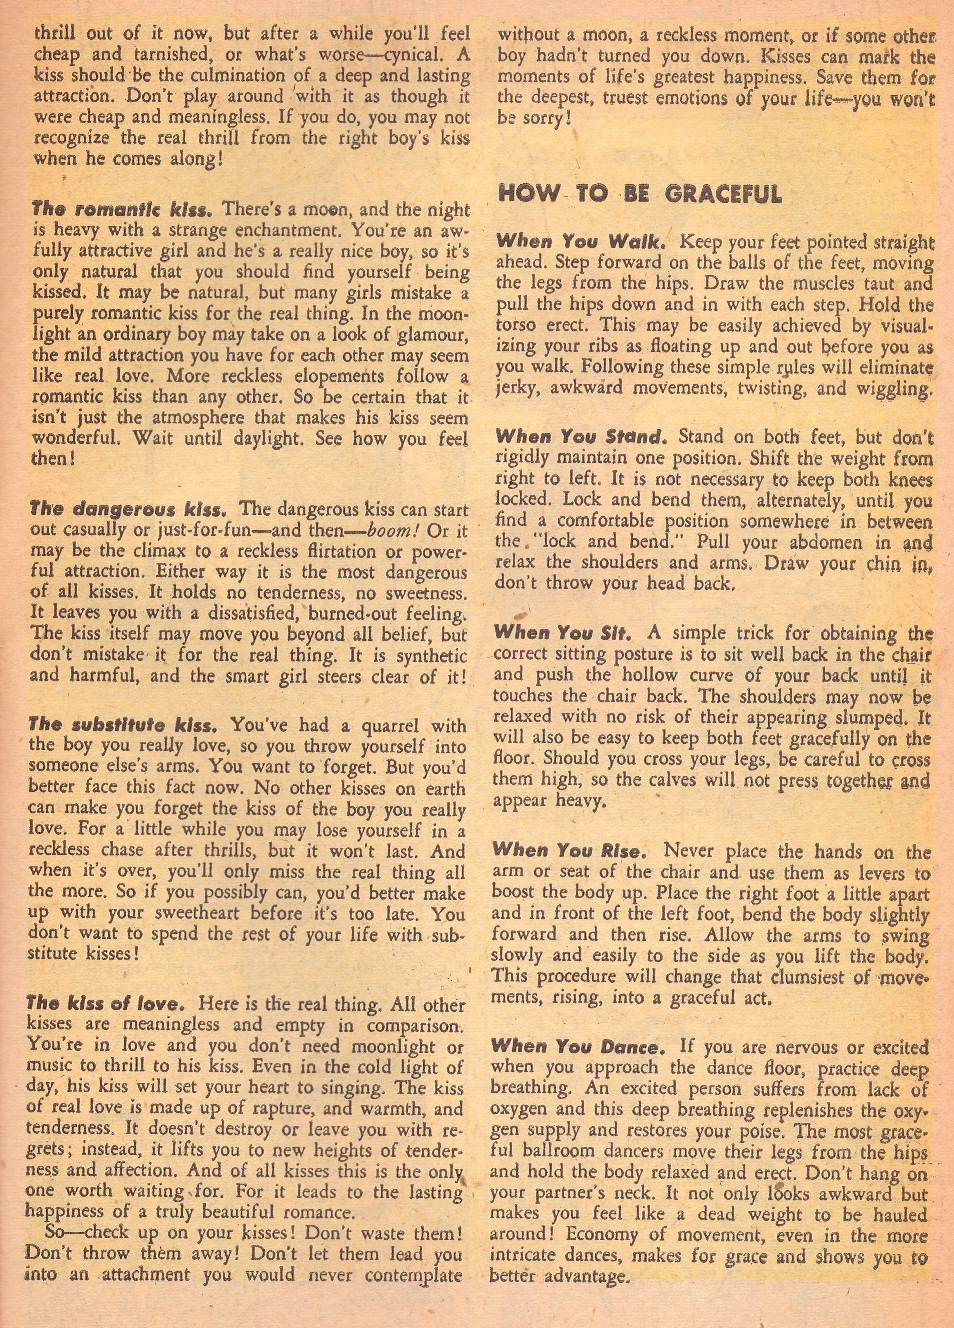 thrill out of it now, but after a while you'll feel
cheap and tarnished, or what's worse—cynical. A
kiss should be the culmination of a deep and lasting
attraction. Don't play around with it as though it
were cheap and meaningless. If you do, you may not
recognize the real thrill from the right boy's kiss
when he comes along!
The romantic kiss. There's a moon, and the night
is heavy with a strange enchantment. You're an aw-
fully attractive girl and he's a really nice boy, so it's
only natural that you should find yourself being
kissed. It may be natural, but many girls mistake a
purely romantic kiss for the real thing. In the moon-
light an ordinary boy may take on a look of glamour,
the mild attraction you have for each other may seem
like real love. More reckless elopements follow a
romantic kiss than any other. So be certain that it
isn't just the atmosphere that makes his kiss seem
wonderful. Wait until daylight. See how you feel
then!
The dangerous kiss. The dangerous kiss can start
out casually or just-for-fun—and then—boom! Or it
may be the climax to a reckless flirtation or power-
ful attraction. Either way it is the most dangerous
of all kisses. It holds no tenderness, no sweetness.
It leaves you with a dissatisfied, burned-out feeling.
The kiss itself may move you beyond all belief, but
don't mistake it for the real thing. It is synthetic
and harmful, and the smart girl steers clear of it!
The substitute kiss. You've had a quarrel with
the boy you really love, so you throw yourself into
someone else's arms. You want to forget. But you'd
better face this fact now. No other kisses on earth
can make you forget the kiss of the boy you really
love. For a little while you may lose yourself in a
reckless chase after thrills, but it won't last. And
when it's over, you'll only miss the real thing all
the more. So if you possibly can, you'd better make
up with your sweetheart before it's too late. You
don't want to spend the rest of your life with sub-
stitute kisses!
The kiss of love. Here is the real thing. All other
kisses are meaningless and empty in comparison.
You're in love and you don't need moonlight or
music to thrill to his kiss. Even in the cold light of
day, his kiss will set your heart to singing. The kiss
of real love is made up of rapture, and warmth, and
tenderness. It doesn't destroy or leave you with re-
grets; instead, it lifts you to new heights of tender-
ness and affection. And of all kisses this is the only
one worth waiting for. For it leads to the lasting
happiness of a truly beautiful romance.
So—check up on your kisses! Don't waste them!
Don't throw them away! Don't let them lead you
into an attachment you would never contemplate
without a moon, a reckless moment, or if some other
boy hadn't turned you down. Kisses can mark the
moments of life's greatest happiness. Save them for
the deepest, truest emotions of your life—you won't
be sorry!
HOW TO BE GRACEFUL
When You Walk. Keep your feet pointed straight
ahead. Step forward on the balls of the feet, moving
the legs from the hips. Draw the muscles taut and
pull the hips down and in with each step. Hold the
torso erect. This may be easily achieved by visual-
izing your ribs as floating up and out before you as
you walk. Following these simple rules will eliminate
jerky, awkward movements, twisting, and wiggling.
When You Stand. Stand on both feet, but don't
rigidly maintain one position. Shift the weight from
right to left. It is not necessary to keep both knees
locked. Lock and bend them, alternately, until you
find a comfortable position somewhere in between
the "lock and bend." Pull your abdomen in and
relax the shoulders and arms. Draw your chin in,
don't throw your head back.
When You Sit. A simple trick for obtaining the
correct sitting posture is to sit well back in the chair
and push the hollow curve of your back until it
touches the chair back. The shoulders may now be
relaxed with no risk of their appearing slumped. It
will also be easy to keep both feet gracefully on the
floor. Should you cross your legs, be careful to cross
them high, so the calves will not press together and
appear heavy.
When You Rise. Never place the hands on the
arm or seat of the chair and use them as levers to
boost the body up. Place the right foot a little apart
and in front of the left foot, bend the body slightly
forward and then rise. Allow the arms to swing
slowly and easily to the side as you lift the body.
This procedure will change that clumsiest of move-
ments, rising, into a graceful act.
When You Dance. If you are nervous or excited
when you approach the dance floor, practice deep
breathing. An excited person suffers from lack of
oxygen and this deep breathing replenishes the oxy-
gen supply and restores your poise. The most grace-
ful ballroom dancers move their legs from the hips
and hold the body relaxed and erect. Don't hang on
your partner's neck. It not only looks awkward but
makes you feel like a dead weight to be hauled
around! Economy of movement, even in the more
intricate dances, makes for grace and shows you to
better advantage.